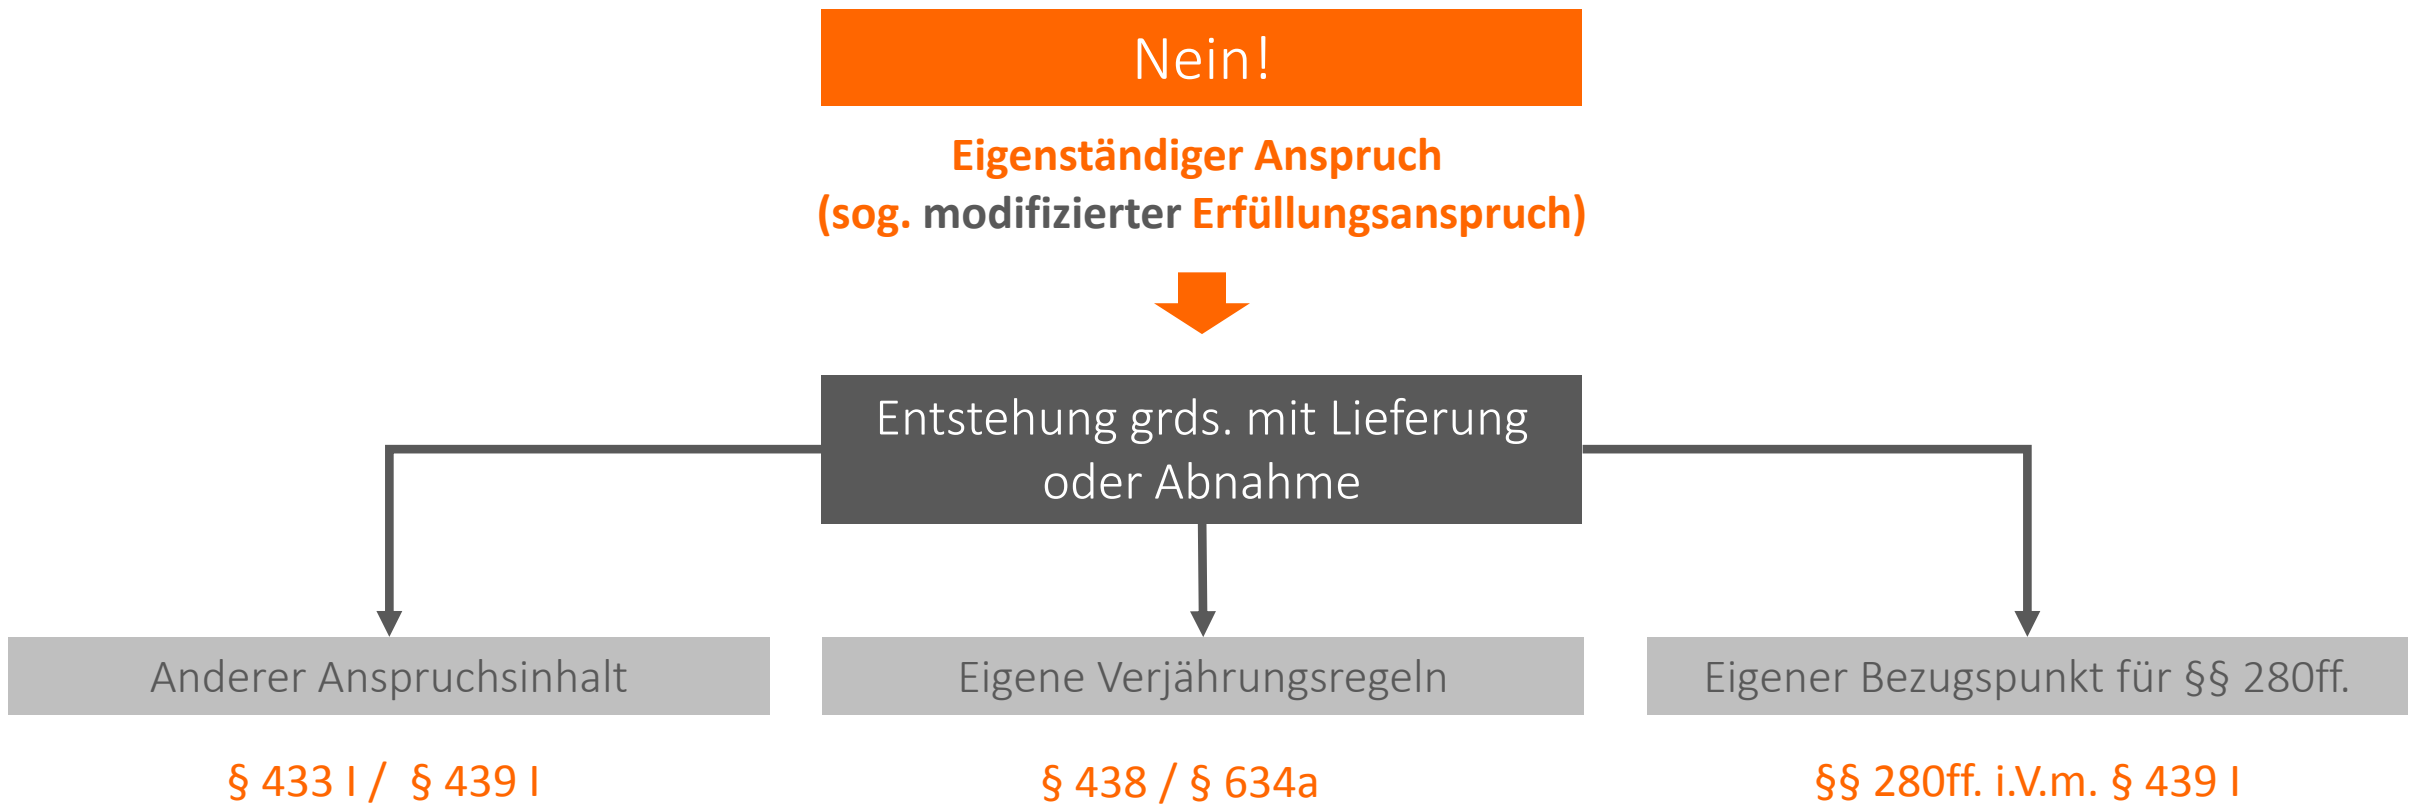 Nein!
Eigenständiger Anspruch
(sog. modifizierter Erfüllungsanspruch)
Entstehung grds. mit Lieferung
oder Abnahme
Anderer Anspruchsinhalt
Eigene Verjährungsregeln
Eigener Bezugspunkt für §§ 280ff.
§ 433 I / § 439 I
§ 438 / § 634a
§§ 280ff. i.V.m. § 439 I